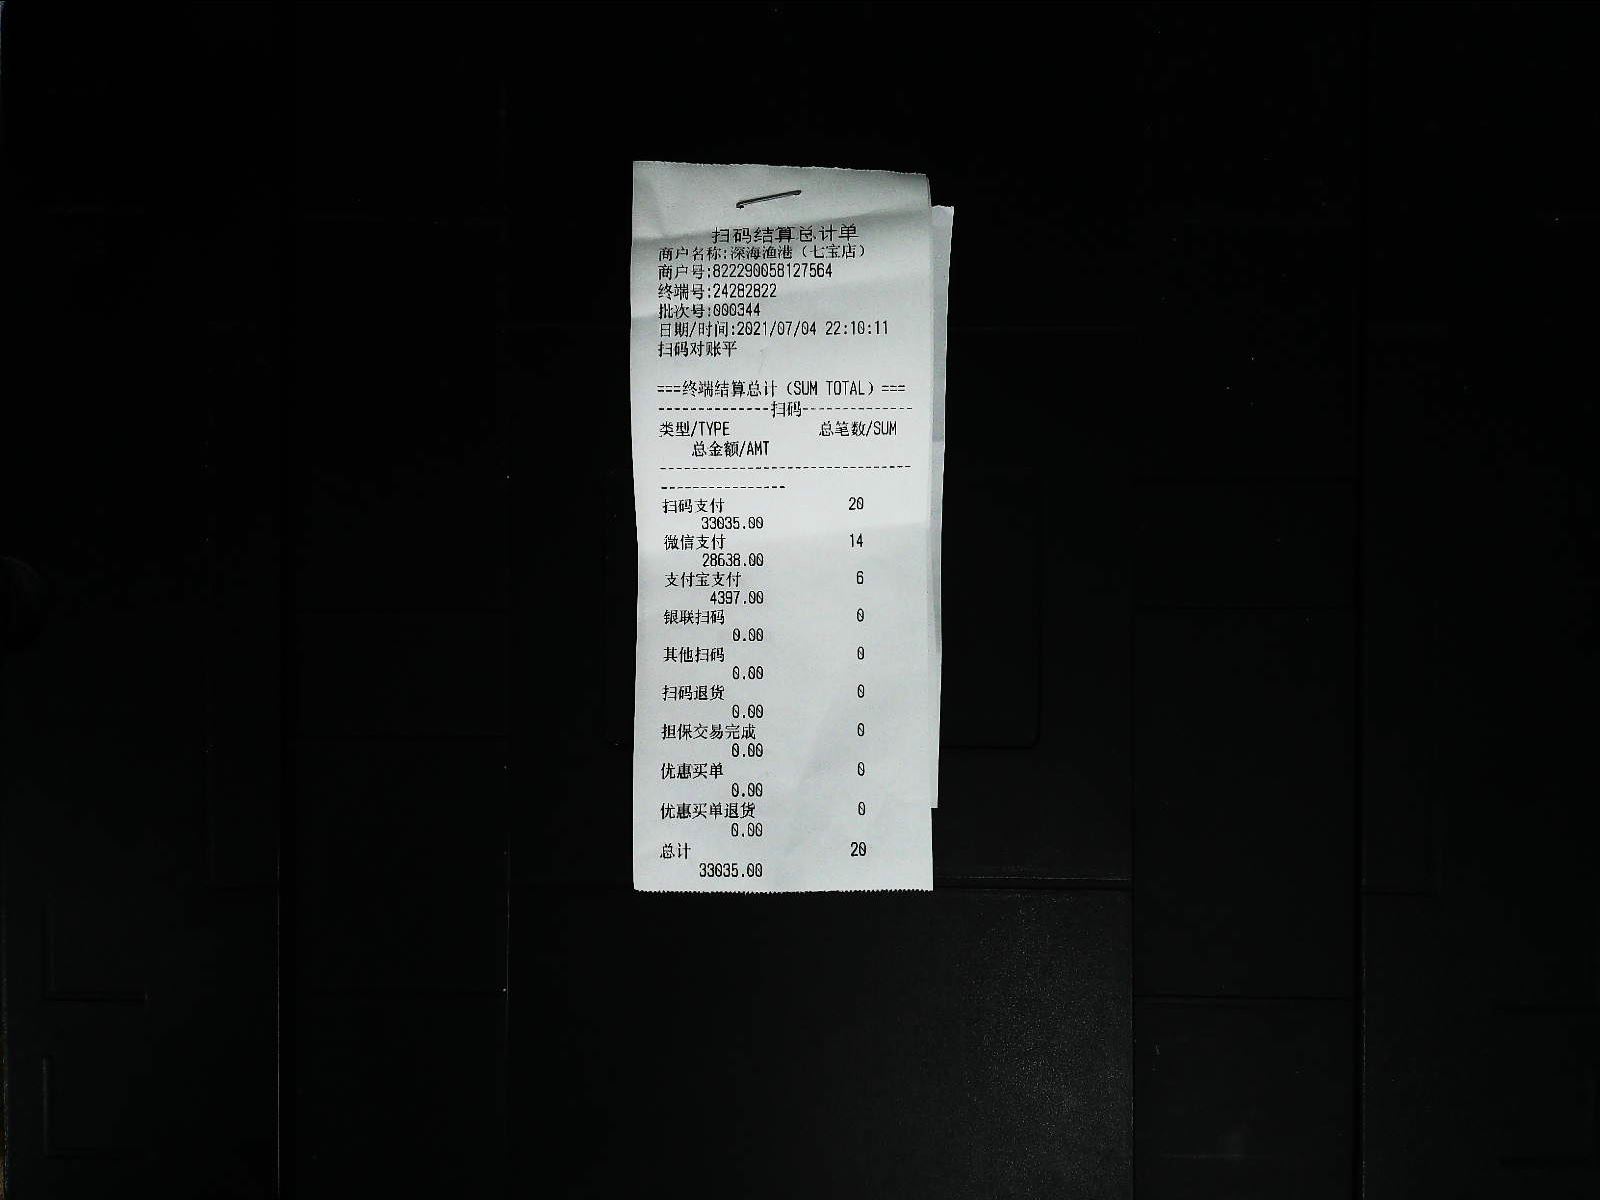 扫码结算总计单
商户名称:深海渔港（七宝店）
商户号:822290058127564
终端号:24282822
批次号:000344
日期/时间:2021/07/04 22:10:11
扫码对账平
===终端结算总计（SUM TOTAL）===
--------------扫码--------------
类型/TYPE 总笔数/SUM
总金额/AMT
--------------------------------
----------------
扫码支付 20
33035.00
微信支付 14
28638.00
支付宝支付 6
4397.00
银联扫码 0
0.00
其他扫码 0
0.00
扫码退货 0
0.00
担保交易完成 0
0.00
优惠买单 0
0.00
优惠买单退货 0
0.00
总计 20
33035.00